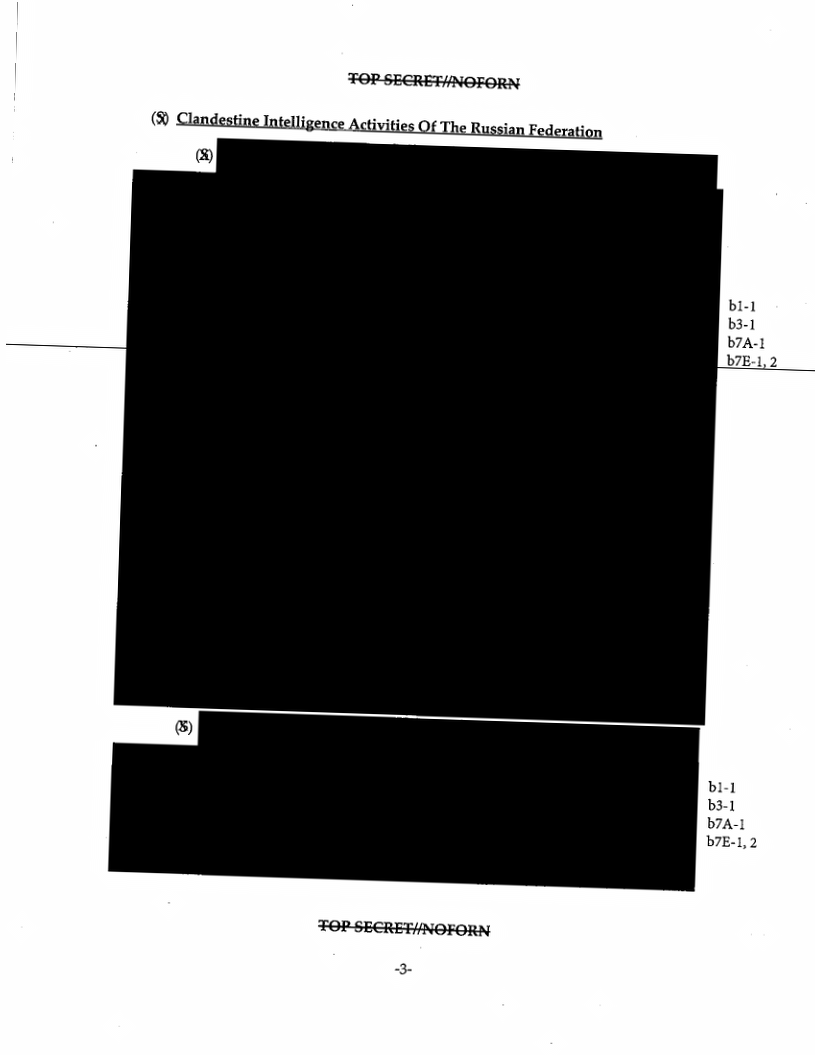 TOP SECRET//NOFORN
(S) Clandestine Intelligence Activities Of The Russian Federation
(S)
b1-1
b3-1
b7A-1
b7E-1, 2
(S)
b1-1
b3-1
b7A-1
b7E-1, 2
TOP SECRET//NOFORN
-3-